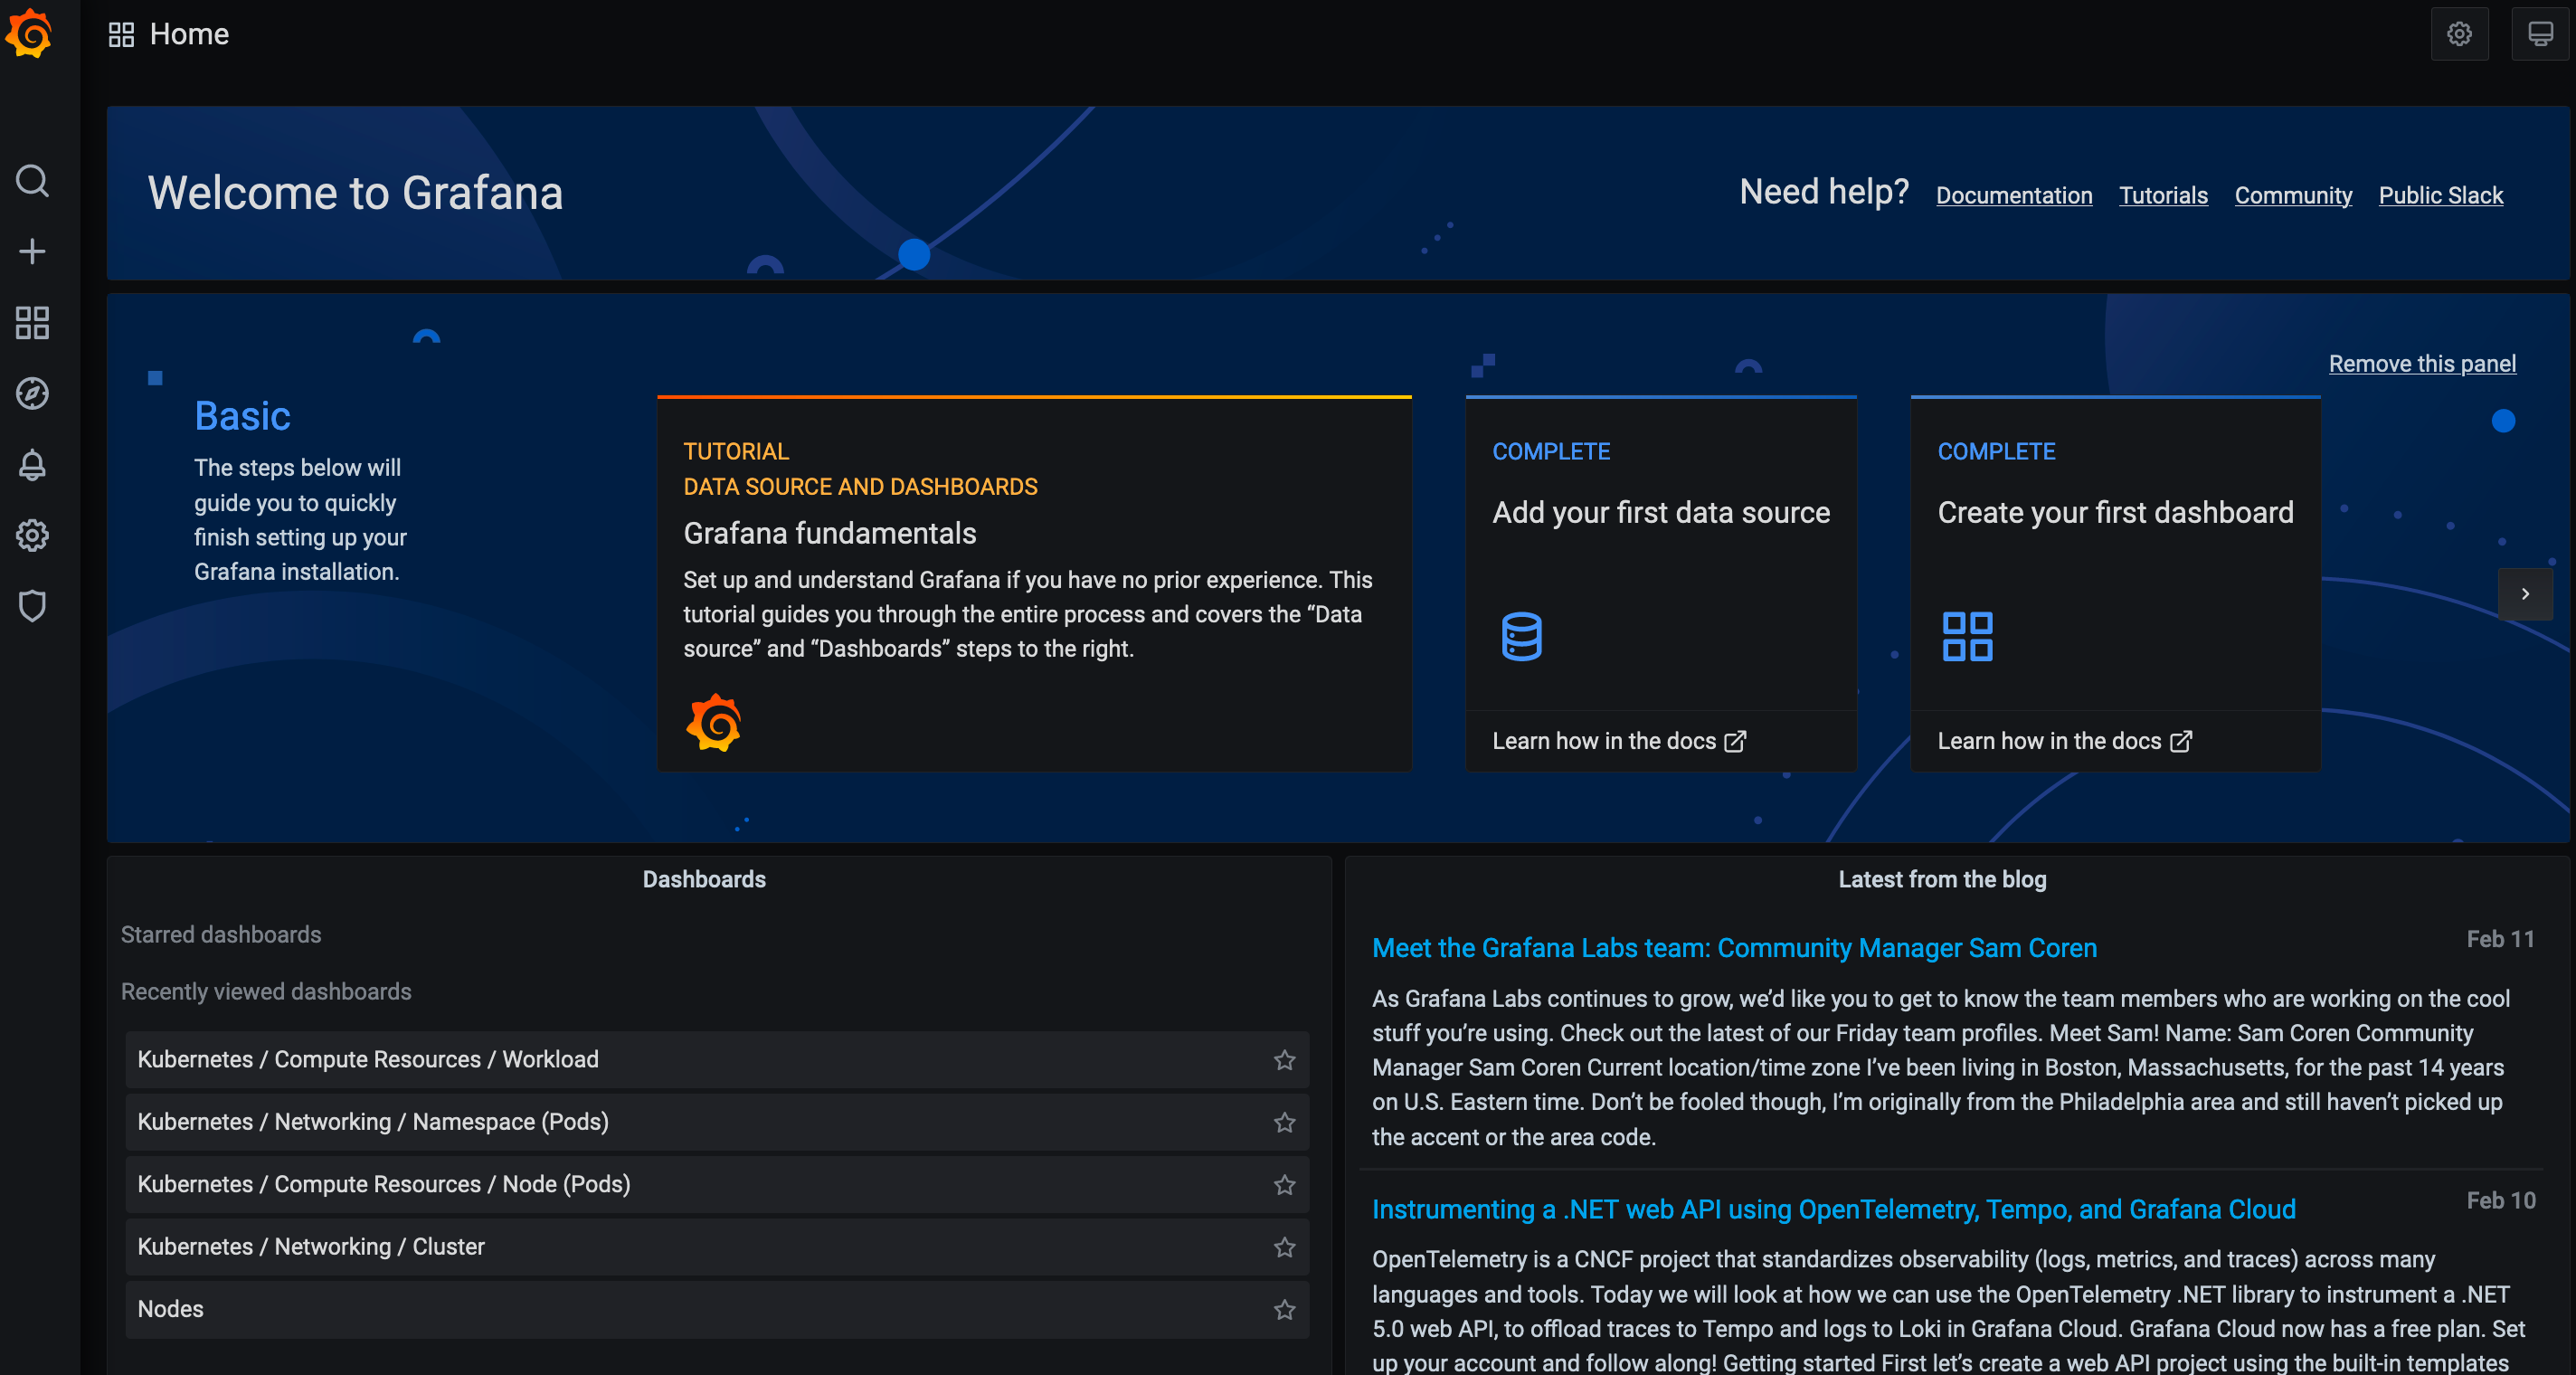 Home
Welcome to Grafana
Need help? Documentation Tutorials Community Public Slack
Remove this panel
Basic
The steps below will
guide you to quickly
finish setting up your
Grafana installation.
TUTORIAL
DATA SOURCE AND DASHBOARDS
Grafana fundamentals
Set up and understand Grafana if you have no prior experience. This
tutorial guides you through the entire process and covers the “Data
source” and “Dashboards” steps to the right.
COMPLETE
Add your first data source
Learn how in the docs
COMPLETE
Create your first dashboard
Learn how in the docs
Dashboards
Starred dashboards
Recently viewed dashboards
Kubernetes / Compute Resources / Workload
Kubernetes / Networking / Namespace (Pods)
Kubernetes / Compute Resources / Node (Pods)
Kubernetes / Networking / Cluster
Nodes
Latest from the blog
Meet the Grafana Labs team: Community Manager Sam Coren
Feb 11
As Grafana Labs continues to grow, we’d like you to get to know the team members who are working on the cool
stuff you’re using. Check out the latest of our Friday team profiles. Meet Sam! Name: Sam Coren Community
Manager Sam Coren Current location/time zone I’ve been living in Boston, Massachusetts, for the past 14 years
on U.S. Eastern time. Don’t be fooled though, I’m originally from the Philadelphia area and still haven’t picked up
the accent or the area code.
Instrumenting a .NET web API using OpenTelemetry, Tempo, and Grafana Cloud
Feb 10
OpenTelemetry is a CNCF project that standardizes observability (logs, metrics, and traces) across many
languages and tools. Today we will look at how we can use the OpenTelemetry .NET library to instrument a .NET
5.0 web API, to offload traces to Tempo and logs to Loki in Grafana Cloud. Grafana Cloud now has a free plan. Set
up your account and follow along! Getting started First let’s create a web API project using the built-in templates